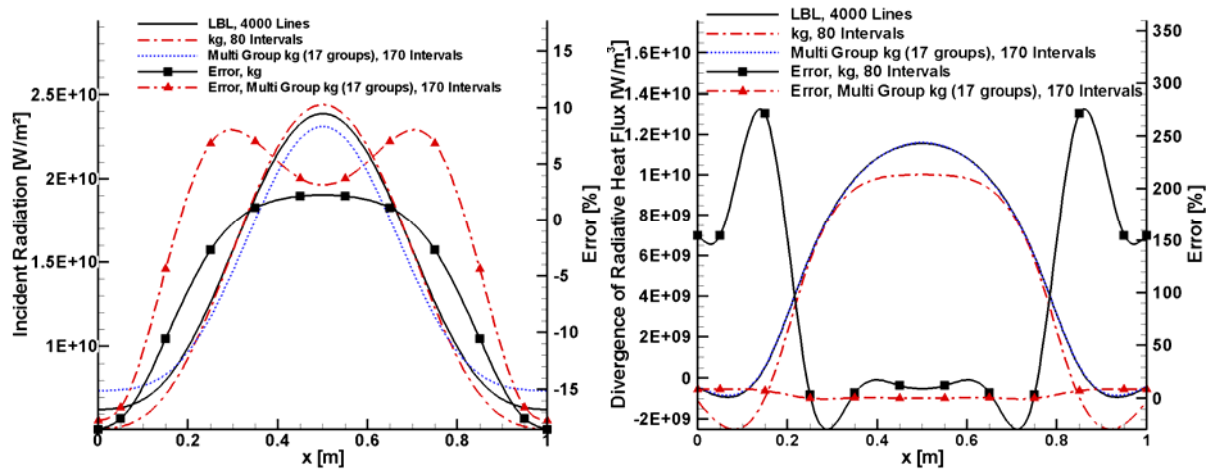 LBL, 4000 Lines
kg, 80 Intervals
Multi Group kg (17 groups), 170 Intervals
Error, kg
Error, Multi Group kg (17 groups), 170 Intervals
Incident Radiation [W/m²]
2.5E+10
2E+10
1.5E+10
1E+10
15
10
5
0
-5
-10
-15
Error [%]
0 0.2 0.4 0.6 0.8 1
x [m]
LBL, 4000 Lines
kg, 80 Intervals
Multi Group kg (17 groups), 170 Intervals
Error, kg, 80 Intervals
Error, Multi Group kg (17 groups), 170 Intervals
Divergence of Radiative Heat Flux [W/m³]
1.76E+10
1.6E+10
1.36E+10
1.16E+10
1E+10
8E+09
6E+09
4E+09
2E+09
0
-2E+09
350
300
250
200
150
100
50
0
Error [%]
0 0.2 0.4 0.6 0.8 1
x [m]